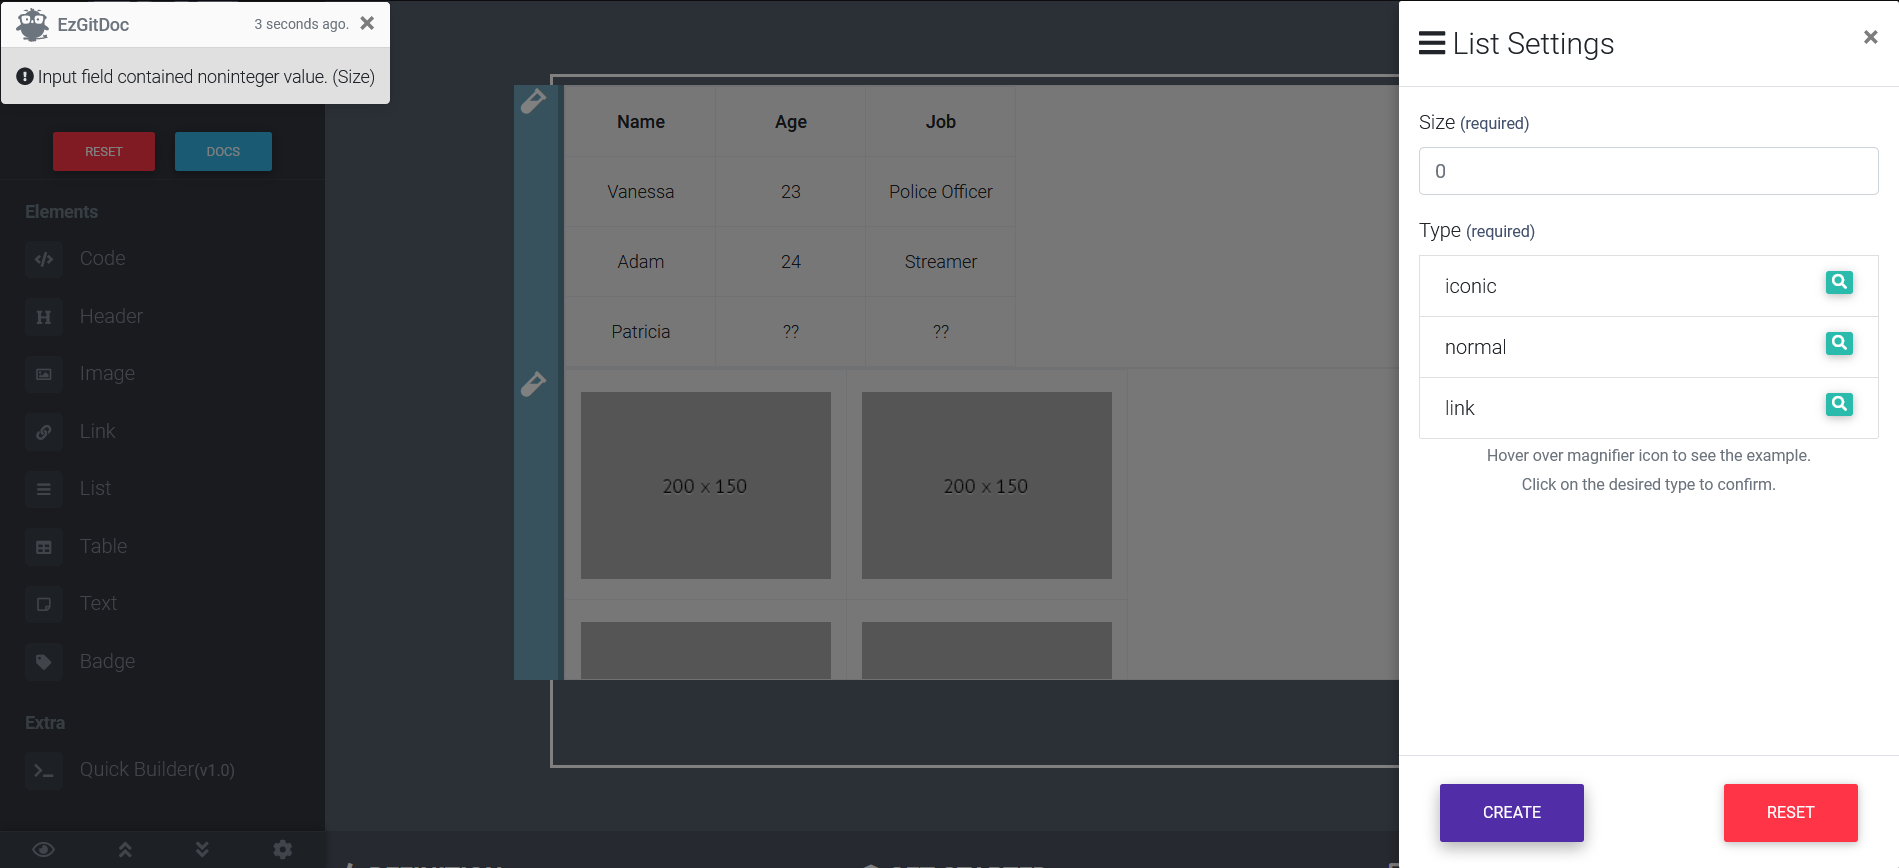 EzGitDoc 3 seconds ago.
Input field contained noninteger value. (Size)
RESET DOCS
Elements
Code
Header
Image
Link
List
Table
Text
Badge
Extra
Quick Builder(v1.0)
Name Age Job
Vanessa 23 Police Officer
Adam 24 Streamer
Patricia ?? ??
200 x 150 200 x 150
List Settings
Size (required)
0
Type (required)
iconic
normal
link
Hover over magnifier icon to see the example.
Click on the desired type to confirm.
CREATE RESET